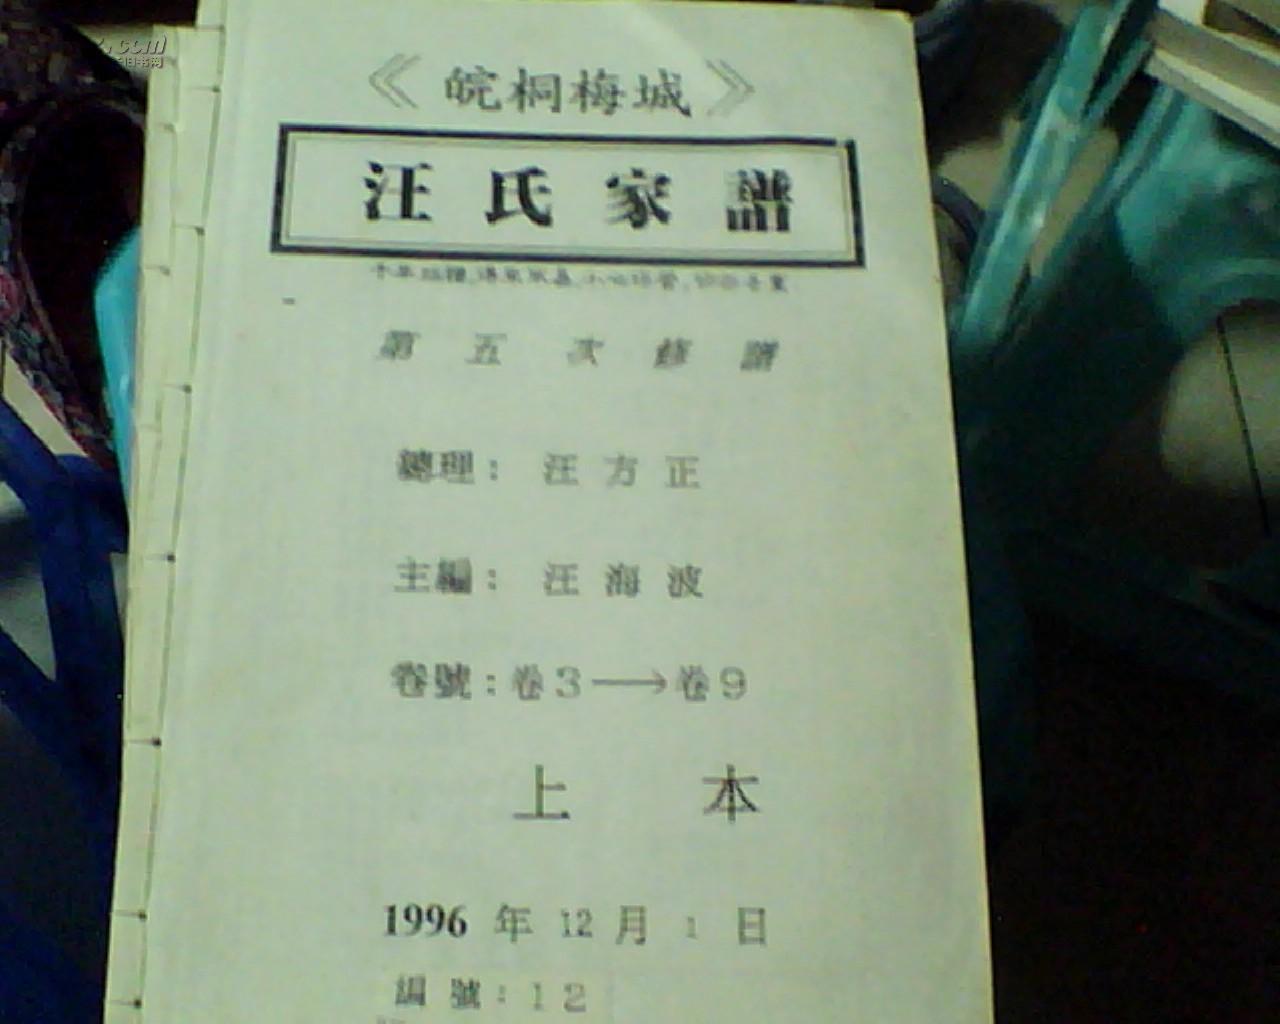 《皖桐梅城》
汪氏家譜
第五次修譜
總理：汪方正
主編：汪海波
卷號：卷3→卷9
上本
1996年12月1日
編號：12